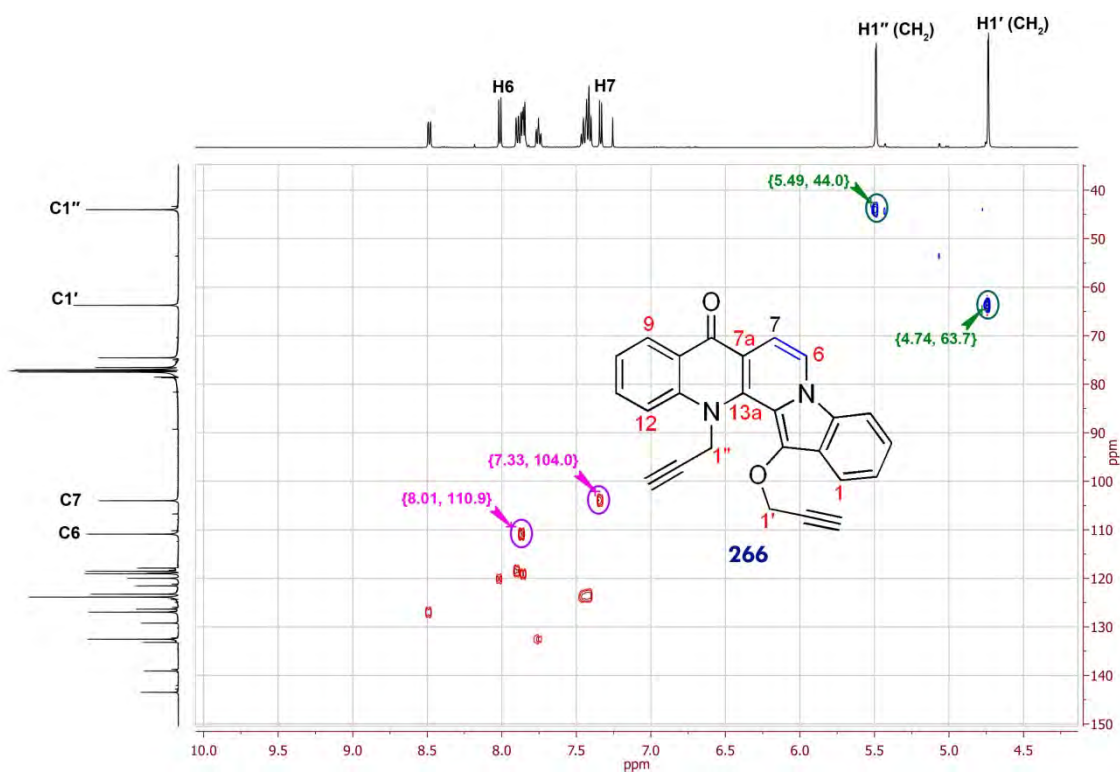 H1″ (CH₂)
H1′ (CH₂)
H6
H7
C1″
C1′
C7
C6
{5.49, 44.0}
{4.74, 63.7}
{7.33, 104.0}
{8.01, 110.9}
O
9
7
7a
6
N
N
12
13a
1″
O
1
1′
266
40
50
60
70
80
90
100
110
120
130
140
150
ppm
10.0 9.5 9.0 8.5 8.0 7.5 7.0 6.5 6.0 5.5 5.0 4.5
ppm